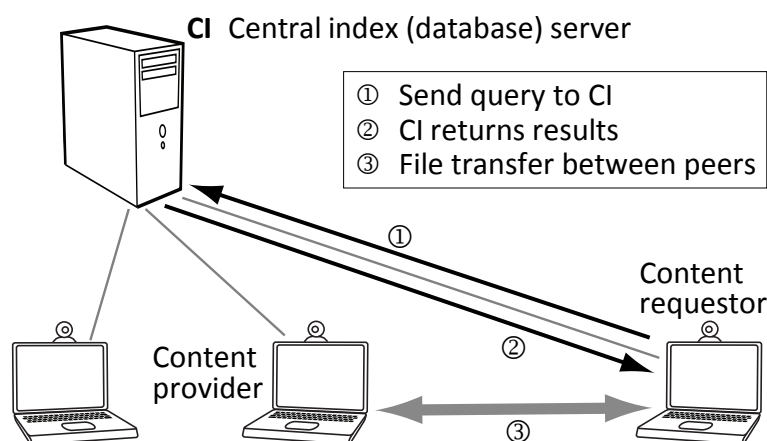 CI Central index (database) server
① Send query to CI
② CI returns results
③ File transfer between peers
①
Content
requestor
②
Content
provider
③